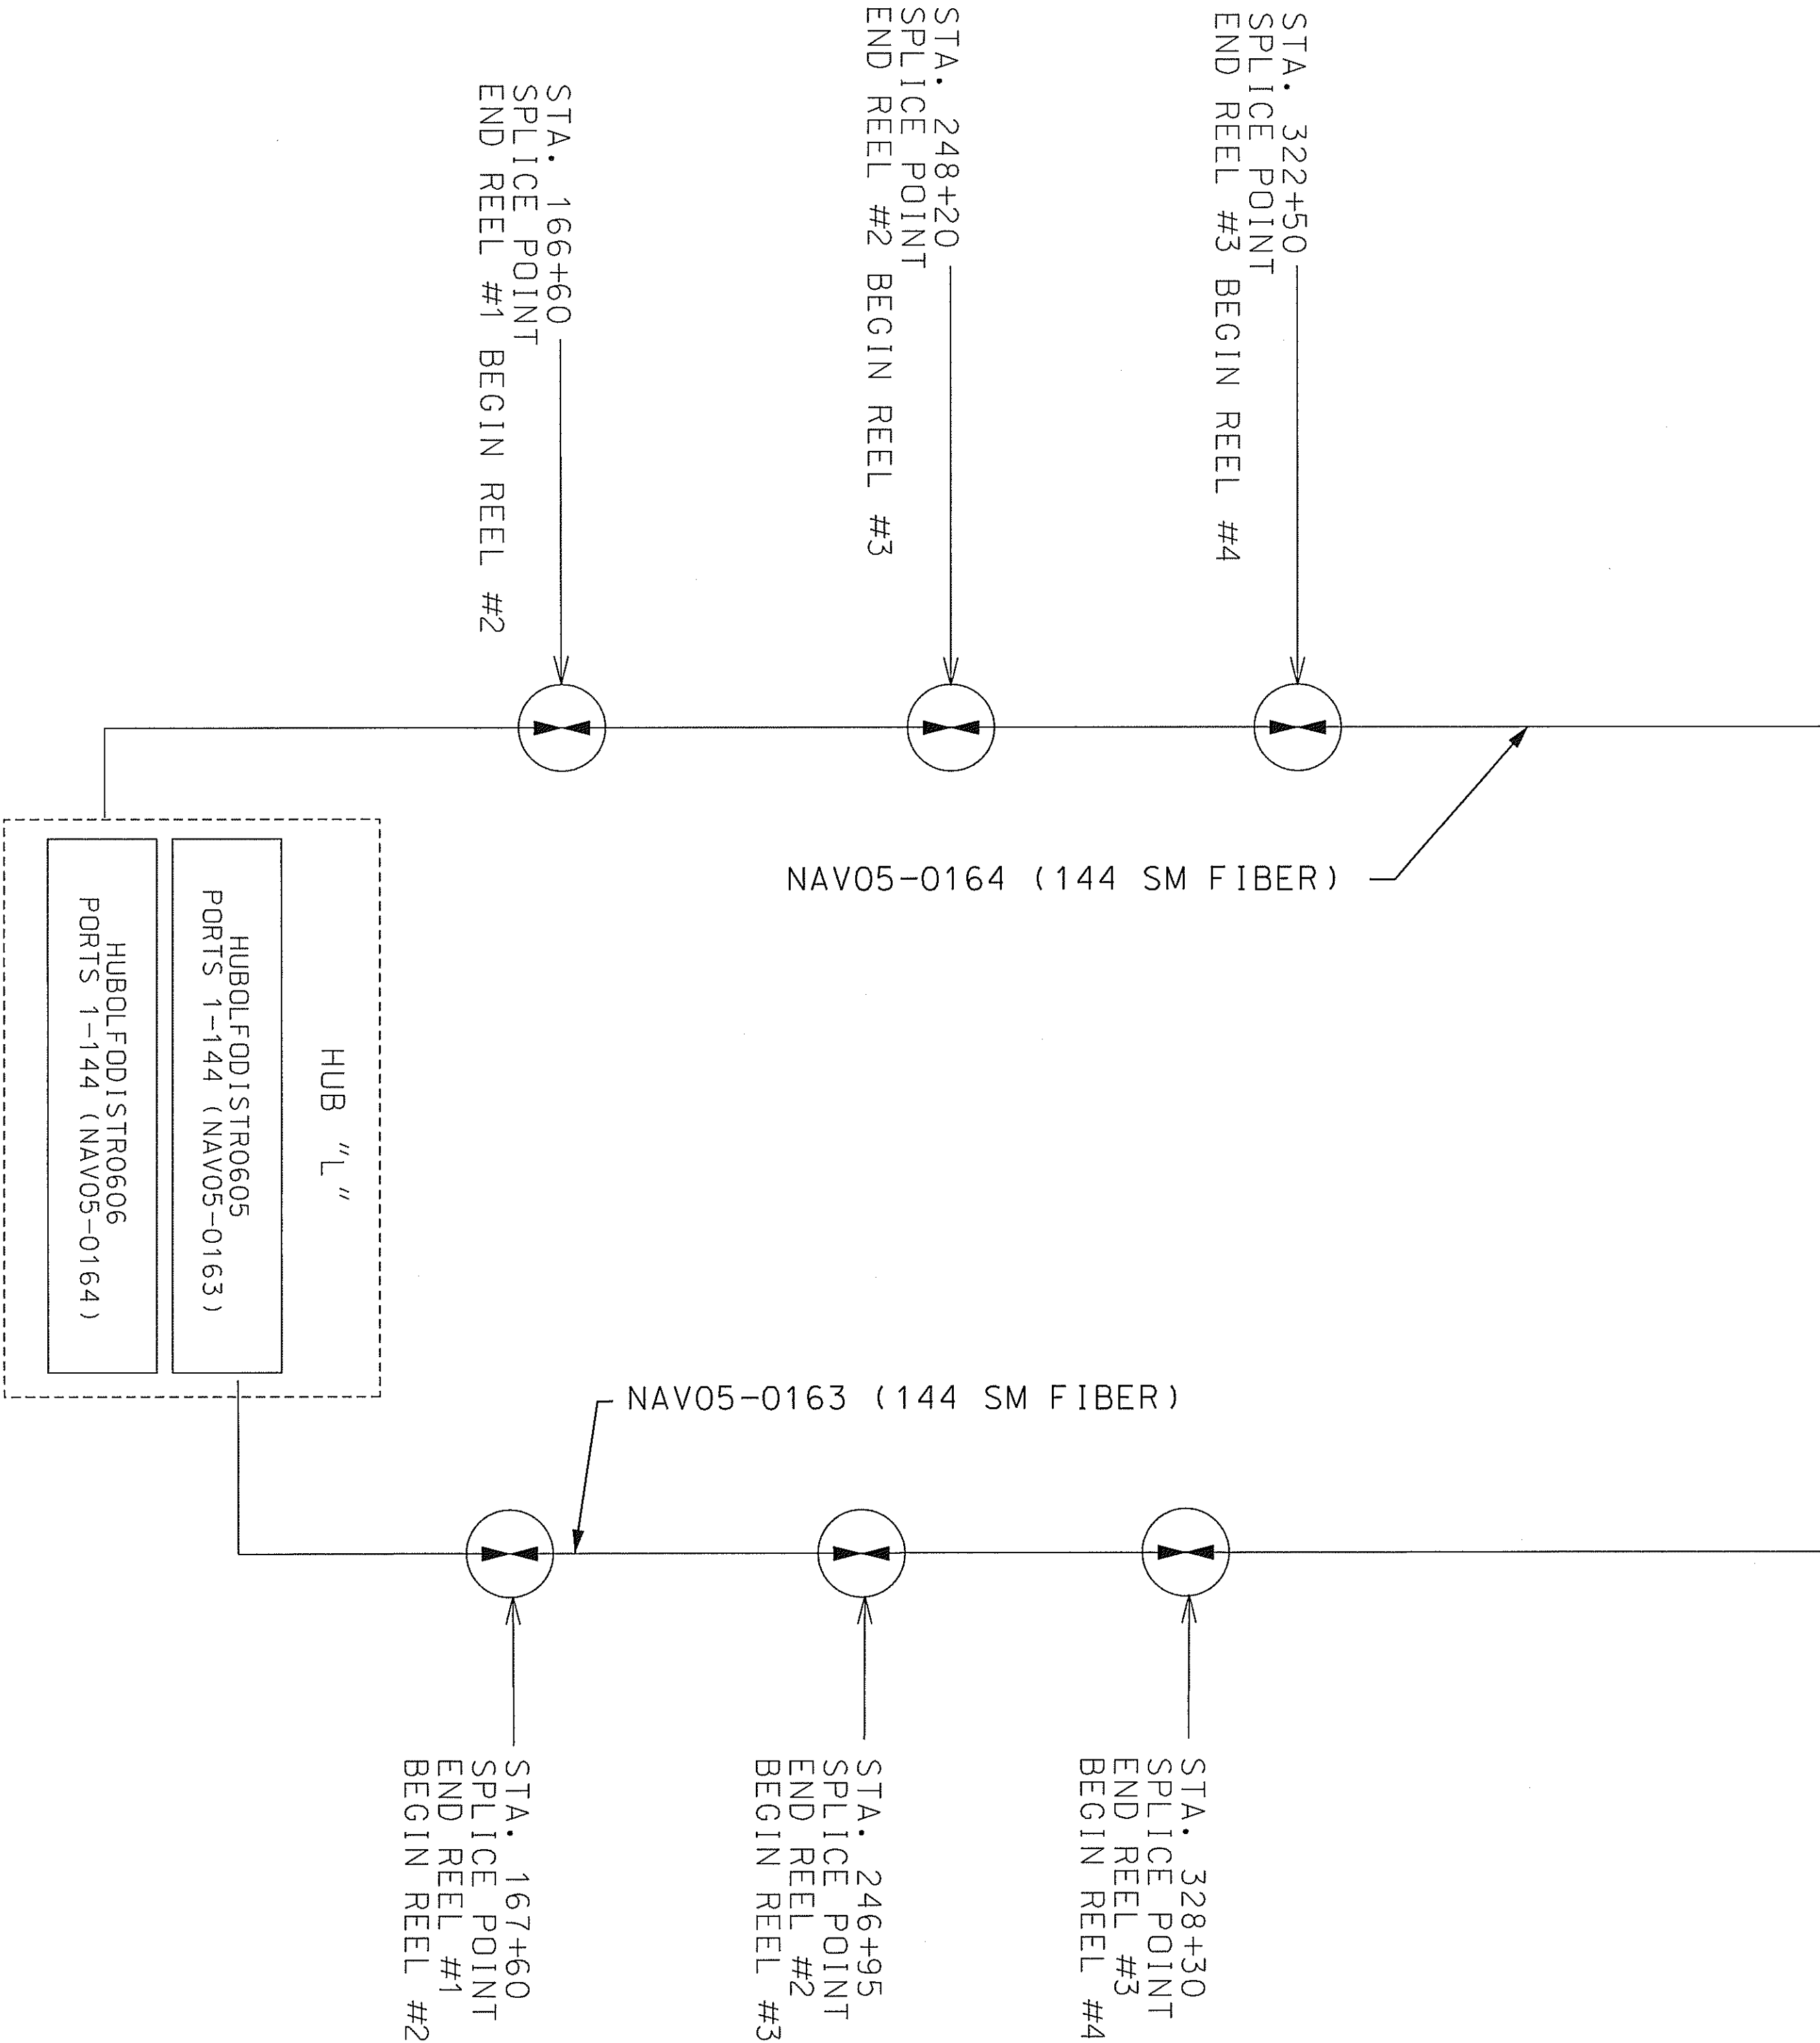 STA. 322+50
SPLICE POINT
END REEL #3 BEGIN REEL #4
STA. 248+20
SPLICE POINT
END REEL #2 BEGIN REEL #3
STA. 166+60
SPLICE POINT
END REEL #1 BEGIN REEL #2
NAV05-0164 (144 SM FIBER)
HUB "L"
HUBOLFODISTR0605
PORTS 1-144 (NAV05-0163)
HUBOLFODISTR0606
PORTS 1-144 (NAV05-0164)
NAV05-0163 (144 SM FIBER)
STA. 328+30
SPLICE POINT
END REEL #3
BEGIN REEL #4
STA. 246+95
SPLICE POINT
END REEL #2
BEGIN REEL #3
STA. 167+60
SPLICE POINT
END REEL #1
BEGIN REEL #2